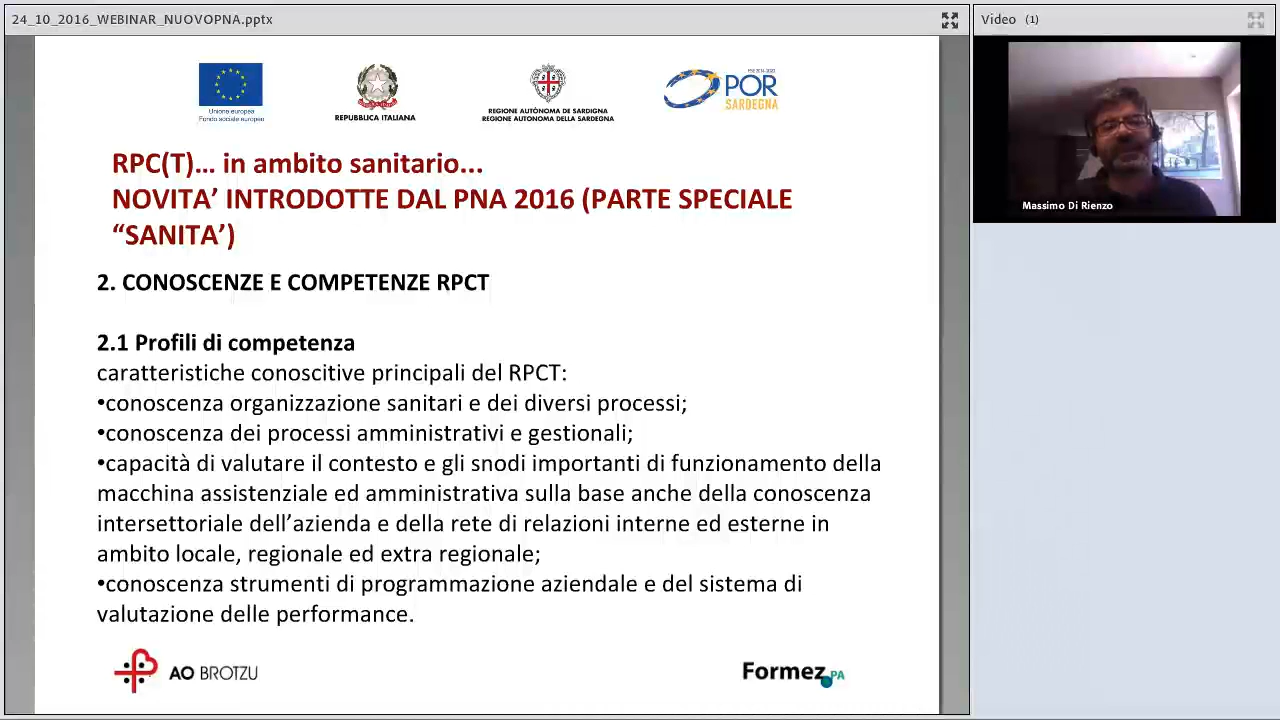 24_10_2016_WEBINAR_NUOVOPNA.pptx
Video (1)
Unione europea
Fondo sociale europeo
REPUBBLICA ITALIANA
REGIONE AUTÒNOMA DE SARDIGNA
REGIONE AUTONOMA DELLA SARDEGNA
FSE 2014-2020
POR
SARDEGNA
Massimo Di Rienzo
RPC(T)... in ambito sanitario...
NOVITA’ INTRODOTTE DAL PNA 2016 (PARTE SPECIALE
“SANITA’)
2. CONOSCENZE E COMPETENZE RPCT
2.1 Profili di competenza
caratteristiche conoscitive principali del RPCT:
•conoscenza organizzazione sanitari e dei diversi processi;
•conoscenza dei processi amministrativi e gestionali;
•capacità di valutare il contesto e gli snodi importanti di funzionamento della
macchina assistenziale ed amministrativa sulla base anche della conoscenza
intersettoriale dell’azienda e della rete di relazioni interne ed esterne in
ambito locale, regionale ed extra regionale;
•conoscenza strumenti di programmazione aziendale e del sistema di
valutazione delle performance.
AO BROTZU
Formez PA